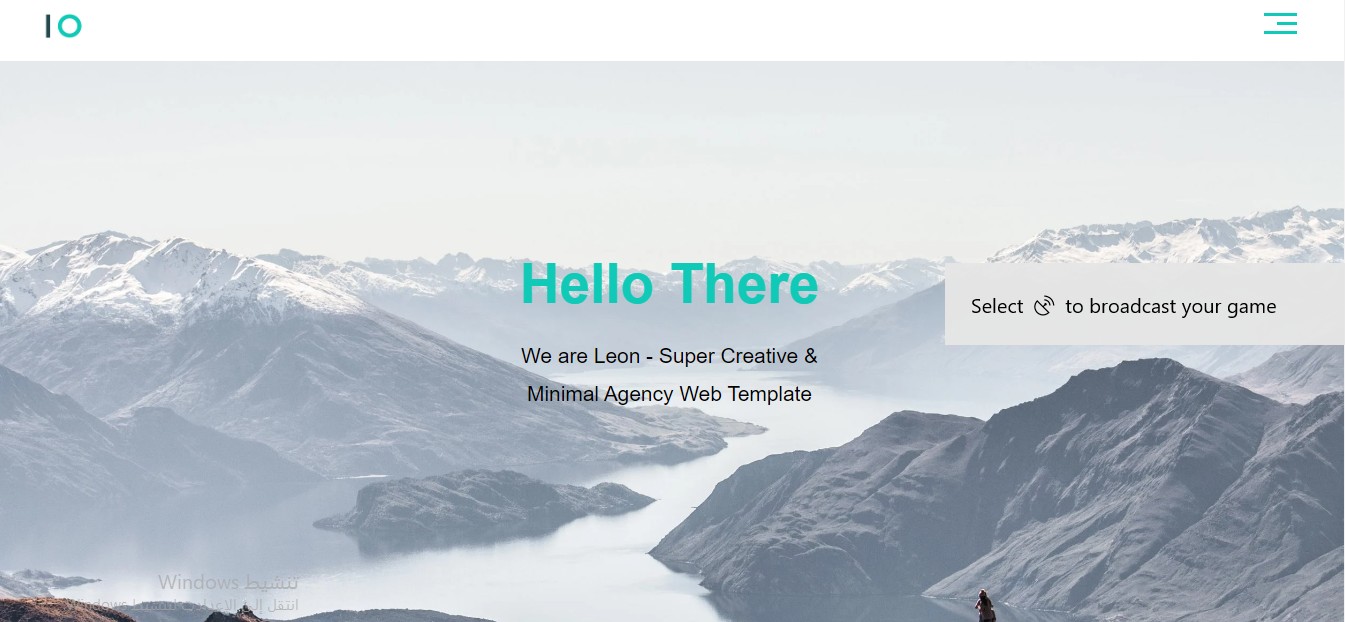 IO
Hello There
Select to broadcast your game
We are Leon - Super Creative &
Minimal Agency Web Template
تنشيط Windows
انتقل إلى الإعدادات لتنشيط Windows